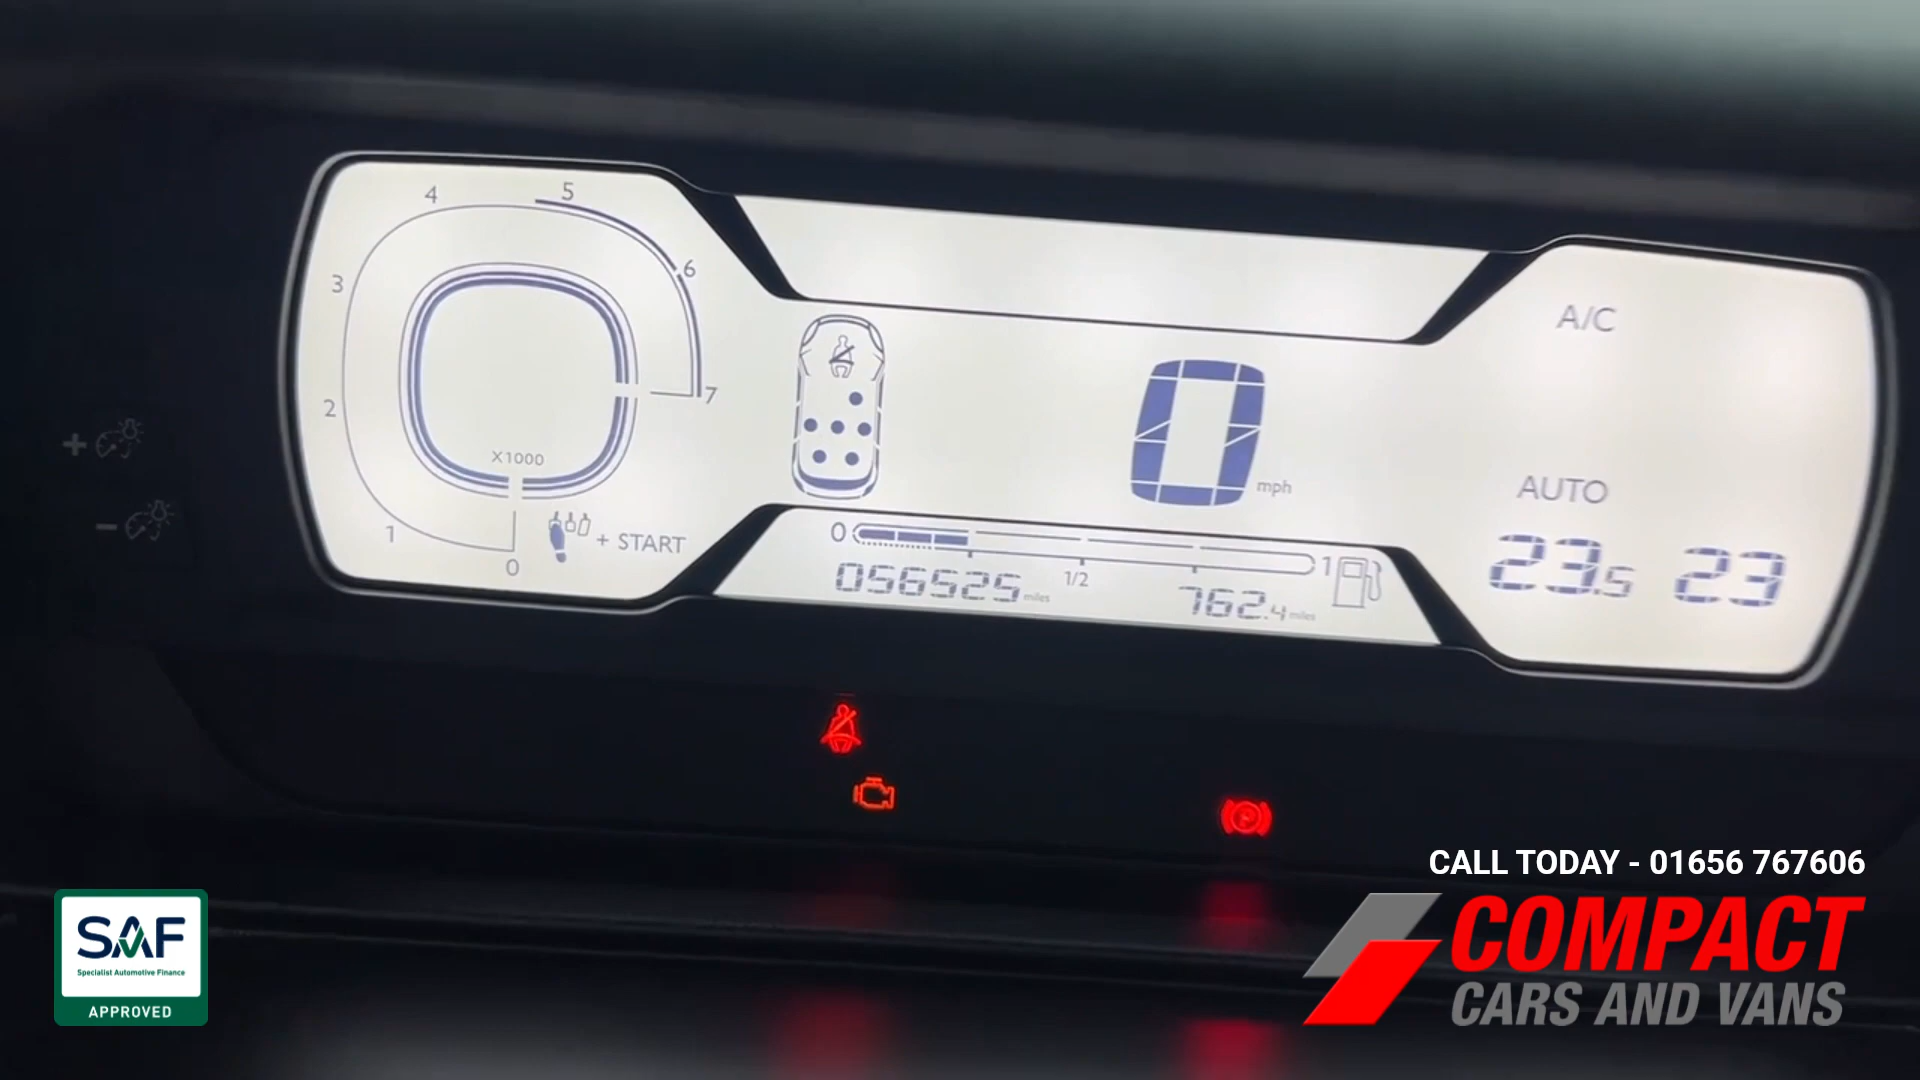 4
5
3
6
2
7
X1000
1
0
+ START
0
mph
0
1/2
1
056525 miles
762.4 miles
A/C
AUTO
23.5
23
+
-
CALL TODAY - 01656 767606
COMPACT
CARS AND VANS
SAF
Specialist Automotive Finance
APPROVED